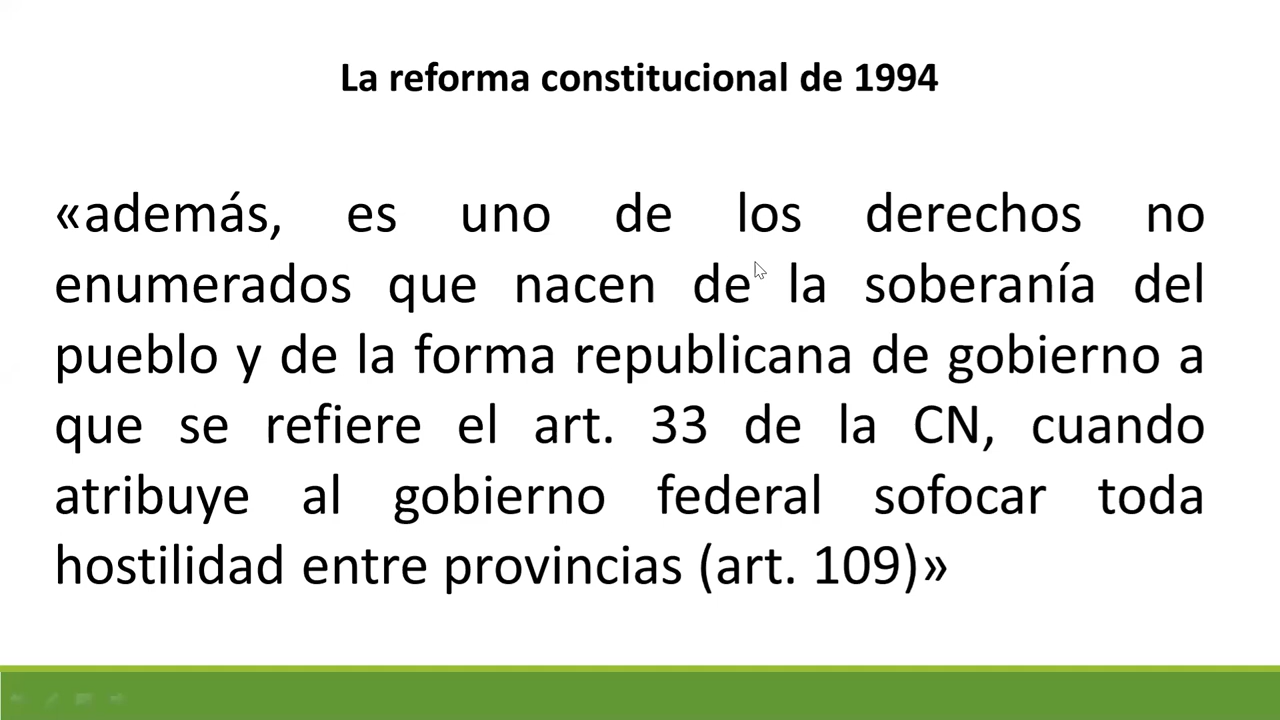 La reforma constitucional de 1994
«además, es uno de los derechos no
enumerados que nacen de la soberanía del
pueblo y de la forma republicana de gobierno a
que se refiere el art. 33 de la CN, cuando
atribuye al gobierno federal sofocar toda
hostilidad entre provincias (art. 109)»